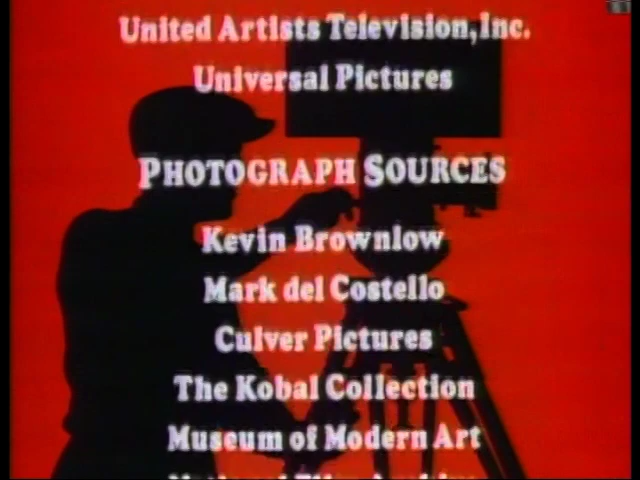 United Artists Television, Inc.
Universal Pictures
PHOTOGRAPH SOURCES
Kevin Brownlow
Mark del Costello
Culver Pictures
The Kobal Collection
Museum of Modern Art